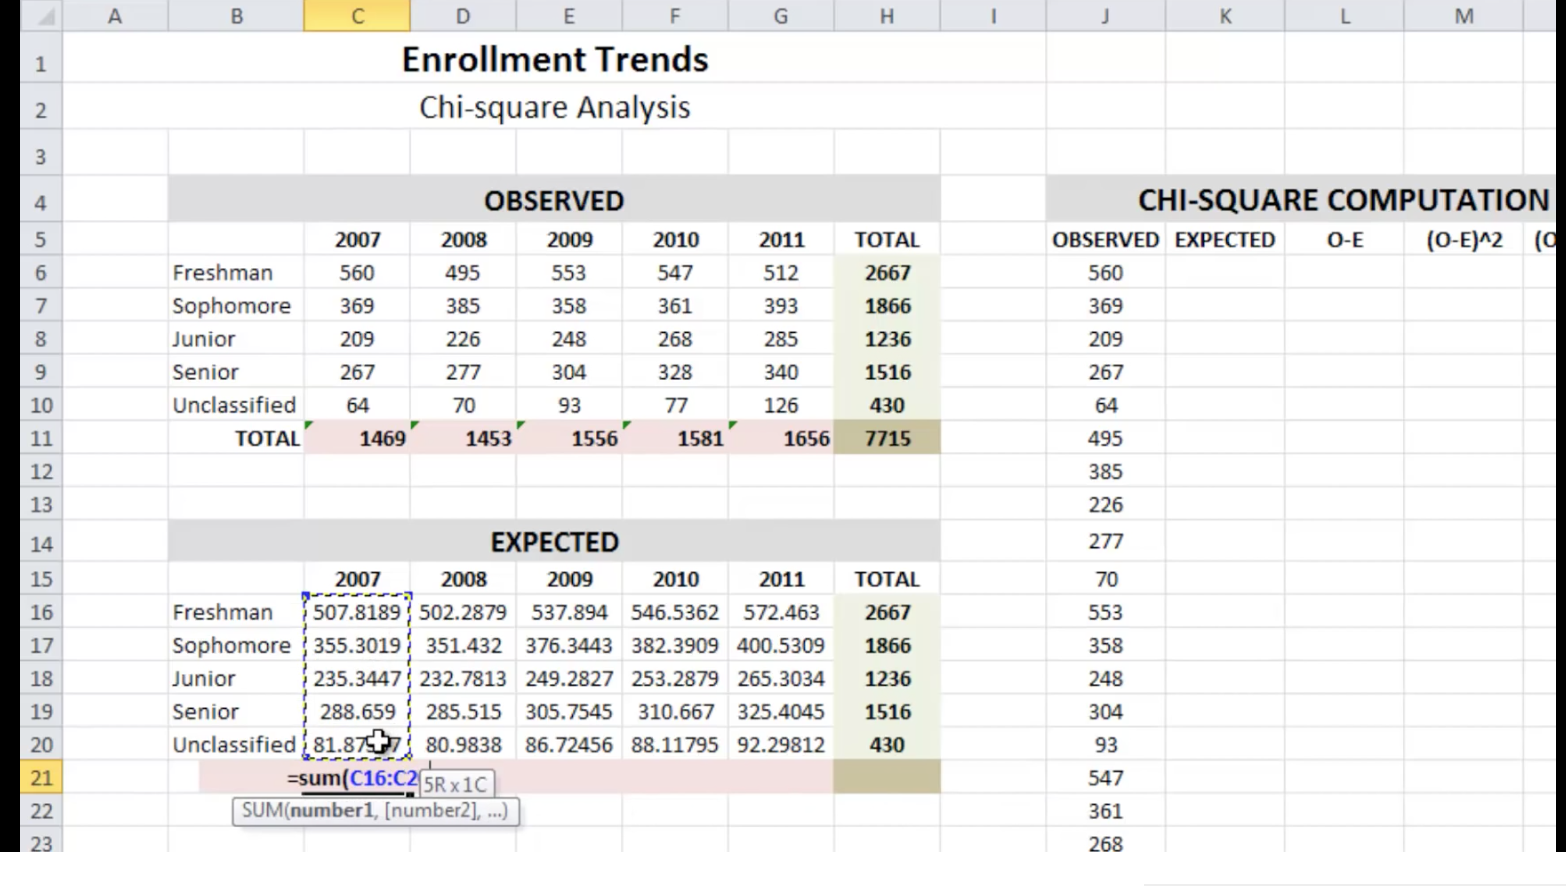 A B C D E F G H I J K L M
1 Enrollment Trends
2 Chi-square Analysis
3
4 OBSERVED CHI-SQUARE COMPUTATION
5 2007 2008 2009 2010 2011 TOTAL OBSERVED EXPECTED O-E (O-E)^2 (O
6 Freshman 560 495 553 547 512 2667 560
7 Sophomore 369 385 358 361 393 1866 369
8 Junior 209 226 248 268 285 1236 209
9 Senior 267 277 304 328 340 1516 267
10 Unclassified 64 70 93 77 126 430 64
11 TOTAL 1469 1453 1556 1581 1656 7715 495
12 385
13 226
14 EXPECTED 277
15 2007 2008 2009 2010 2011 TOTAL 70
16 Freshman 507.8189 502.2879 537.894 546.5362 572.463 2667 553
17 Sophomore 355.3019 351.432 376.3443 382.3909 400.5309 1866 358
18 Junior 235.3447 232.7813 249.2827 253.2879 265.3034 1236 248
19 Senior 288.659 285.515 305.7545 310.667 325.4045 1516 304
20 Unclassified 80.9838 86.72456 88.11795 92.29812 430 93
21 =sum(C16:C2 5R x 1C 547
22 SUM(number1, [number2], ...) 361
23 268